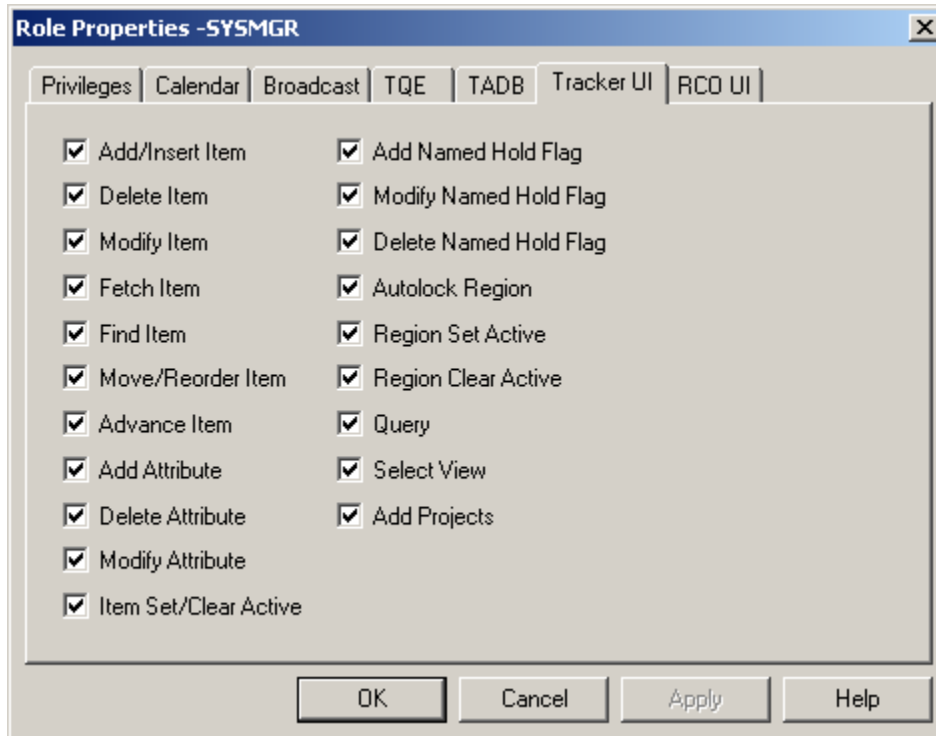 Role Properties -SYSMGR
Privileges Calendar Broadcast TQE TADB Tracker UI RCO UI
Add/Insert Item
Delete Item
Modify Item
Fetch Item
Find Item
Move/Reorder Item
Advance Item
Add Attribute
Delete Attribute
Modify Attribute
Item Set/Clear Active
Add Named Hold Flag
Modify Named Hold Flag
Delete Named Hold Flag
Autolock Region
Region Set Active
Region Clear Active
Query
Select View
Add Projects
OK Cancel Apply Help